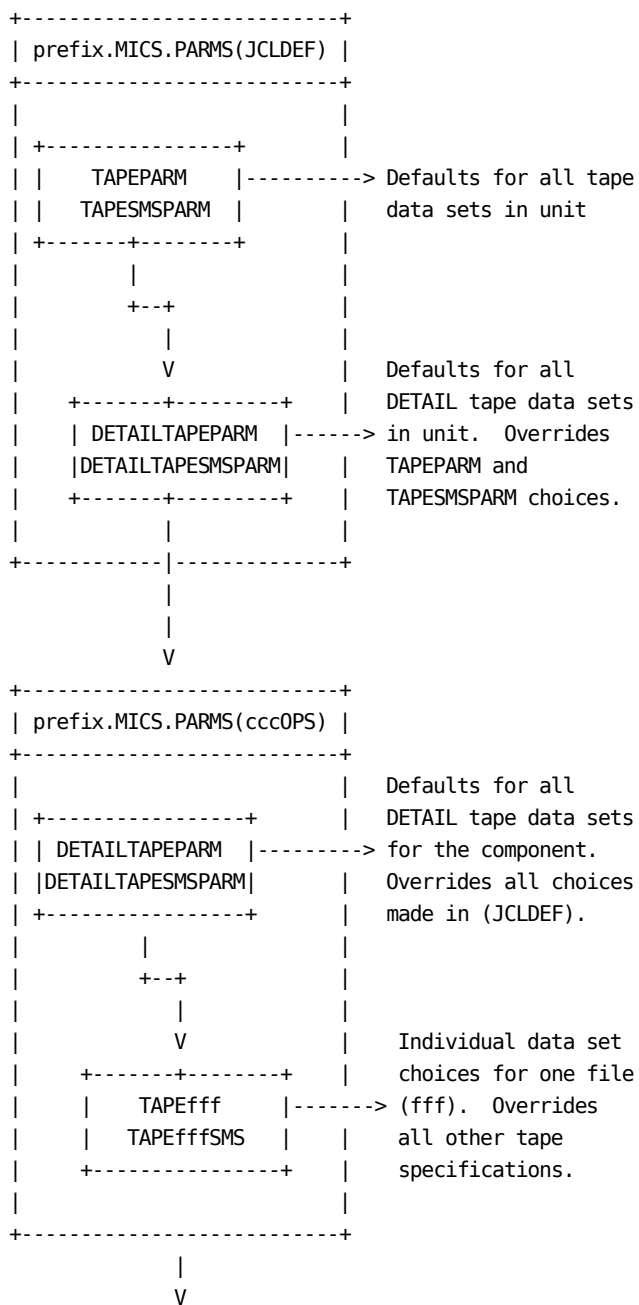 prefix.MICS.PARMS(JCLDEF)
TAPEPARM Defaults for all tape
TAPESMSPARM data sets in unit
V Defaults for all
DETAIL tape data sets
DETAILTAPEPARM in unit. Overrides
DETAILTAPESMSPARM TAPEPARM and
TAPESMSPARM choices.
V
prefix.MICS.PARMS(cccOPS)
Defaults for all
DETAIL tape data sets
DETAILTAPEPARM for the component.
DETAILTAPESMSPARM Overrides all choices
made in (JCLDEF).
V Individual data set
choices for one file
TAPEfff (fff). Overrides
TAPEfffSMS all other tape
specifications.
V